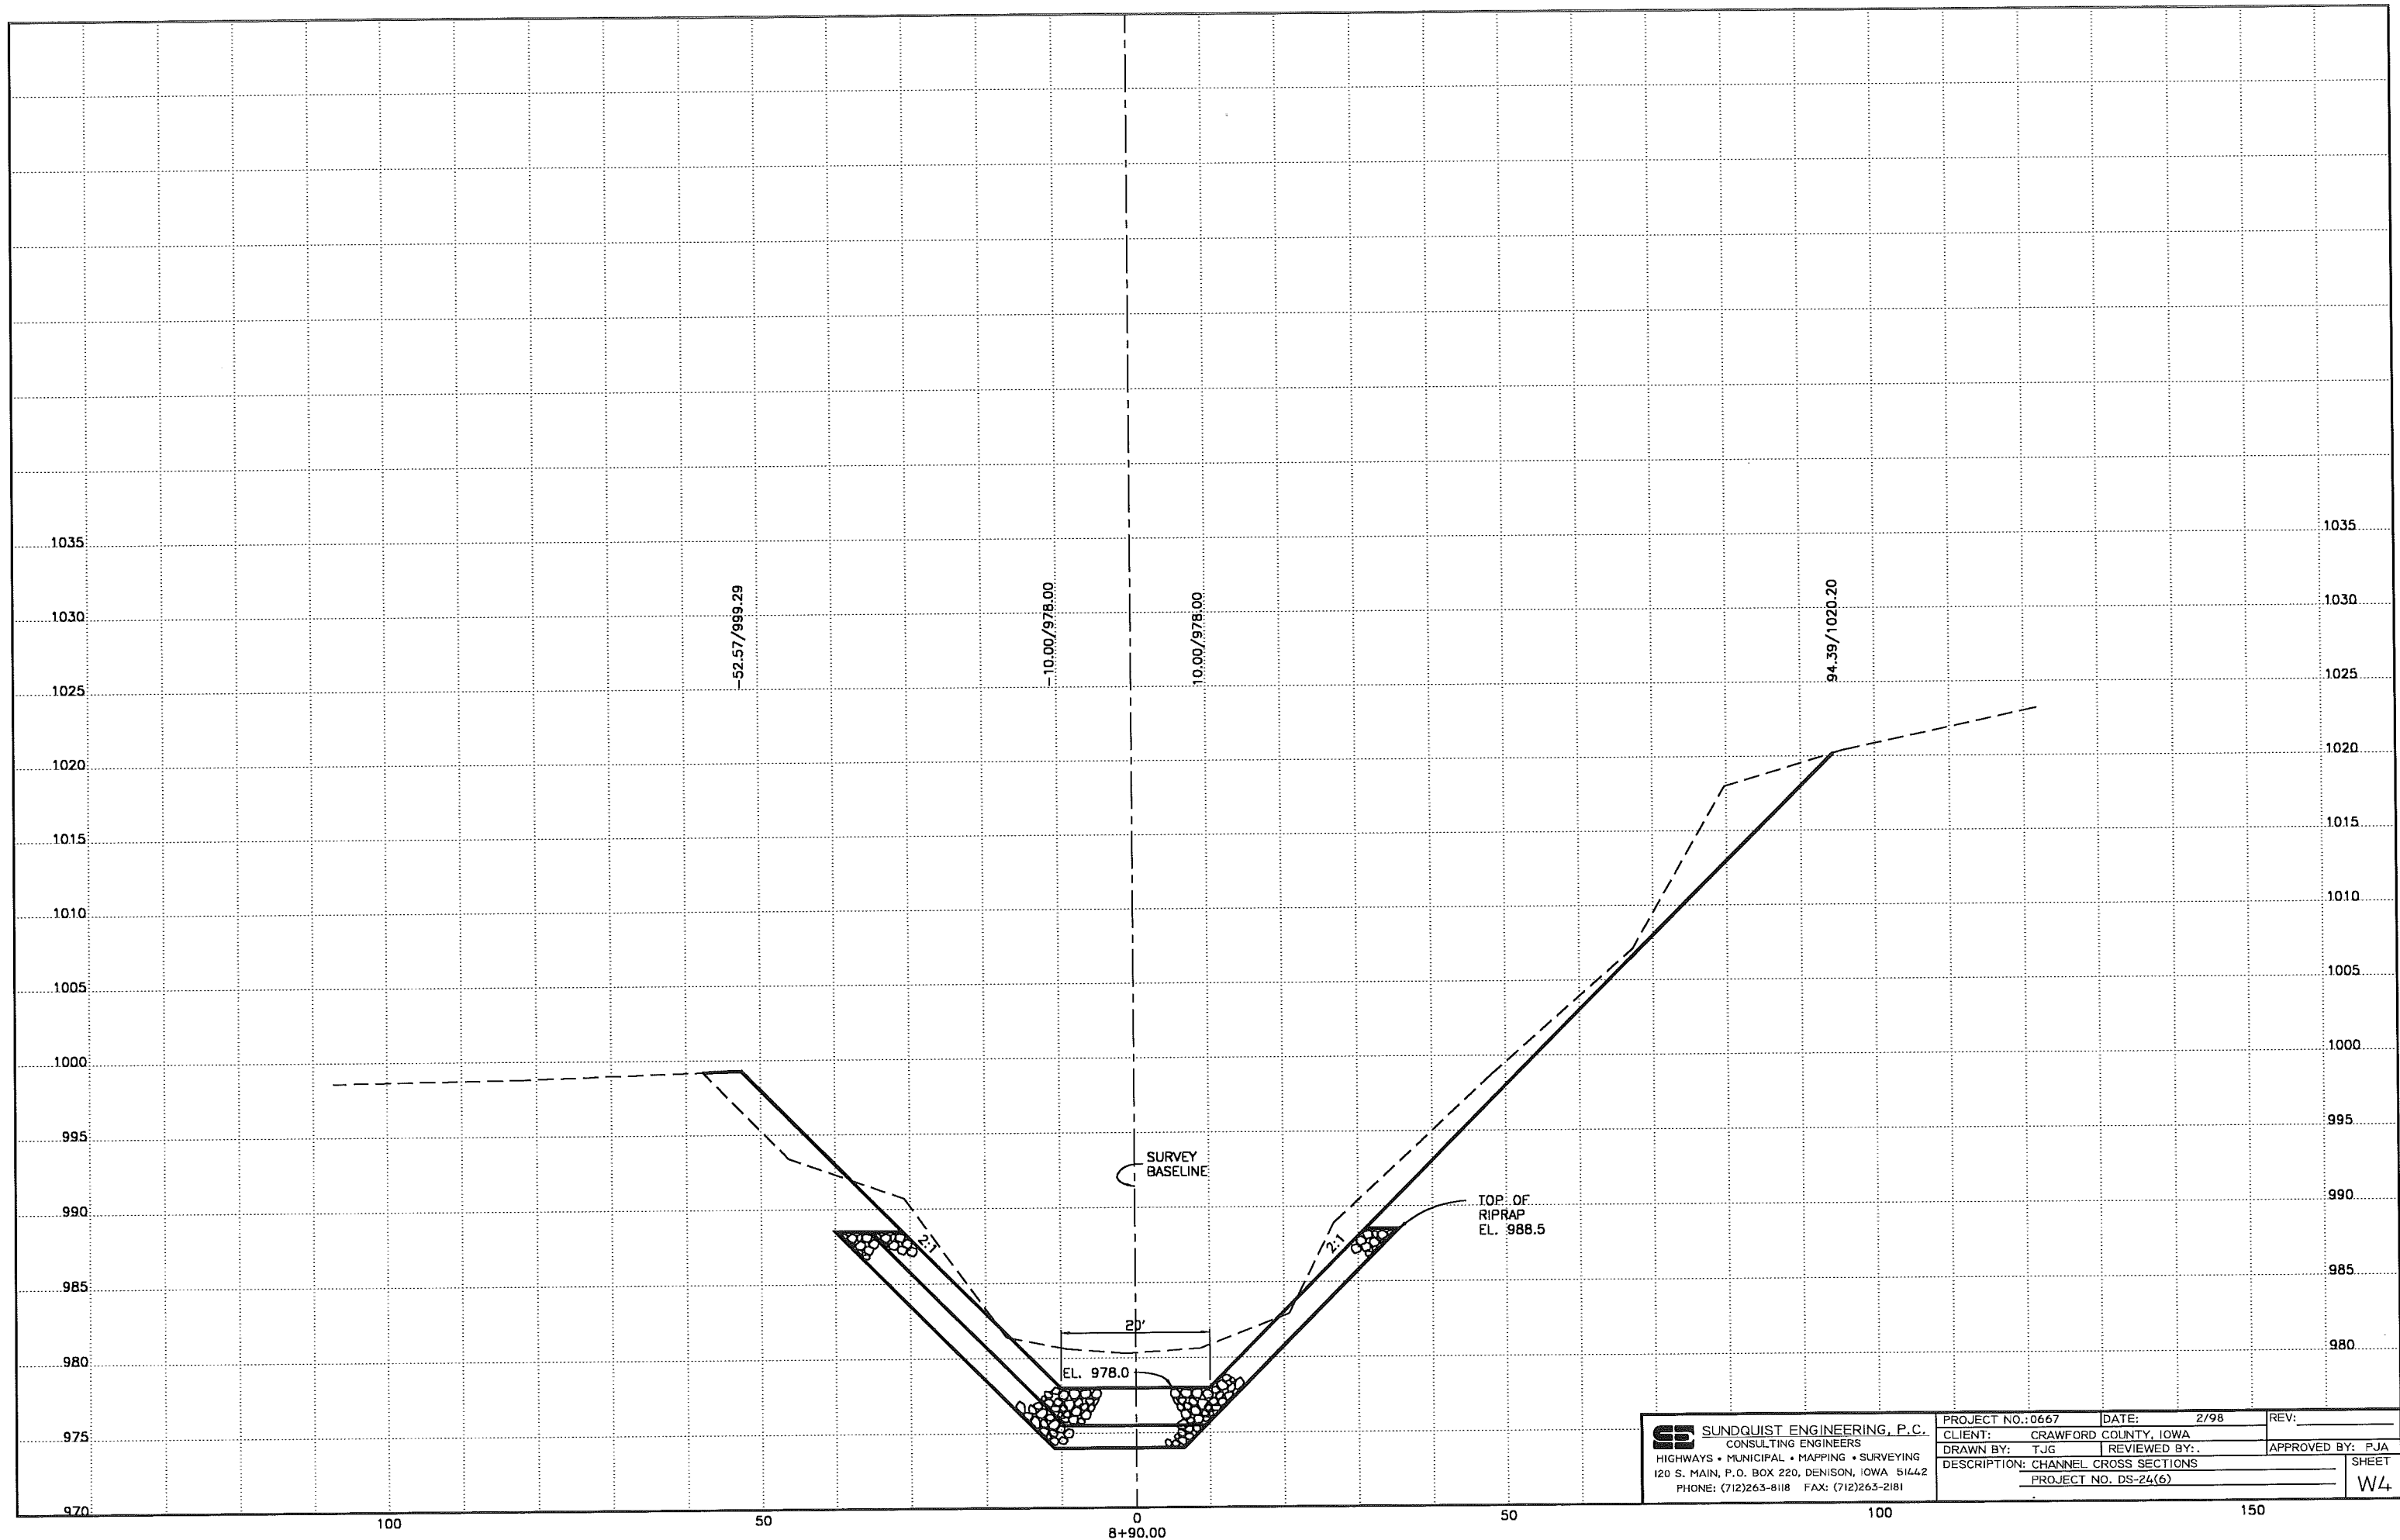 1035
1035
-52.57/999.29
-10.00/978.00
10.00/978.00
94.39/1020.20
1030
1030
1025
1025
1020
1020
1015
1015
1010
1010
1005
1005
1000
1000
995
995
SURVEY
BASELINE
990
990
TOP OF
RIPRAP
EL. 988.5
2:1
2:1
985
985
20'
980
980
EL. 978.0
975
970
100
50
0
50
100
150
8+90.00
SE
SUNDQUIST ENGINEERING, P.C.
CONSULTING ENGINEERS
HIGHWAYS • MUNICIPAL • MAPPING • SURVEYING
120 S. MAIN, P.O. BOX 220, DENISON, IOWA 51442
PHONE: (712)263-8118 FAX: (712)263-2181
PROJECT NO.: 0667 DATE: 2/98 REV:
CLIENT: CRAWFORD COUNTY, IOWA
DRAWN BY: TJG REVIEWED BY: . APPROVED BY: PJA
DESCRIPTION: CHANNEL CROSS SECTIONS
PROJECT NO. DS-24(6)
SHEET
W4